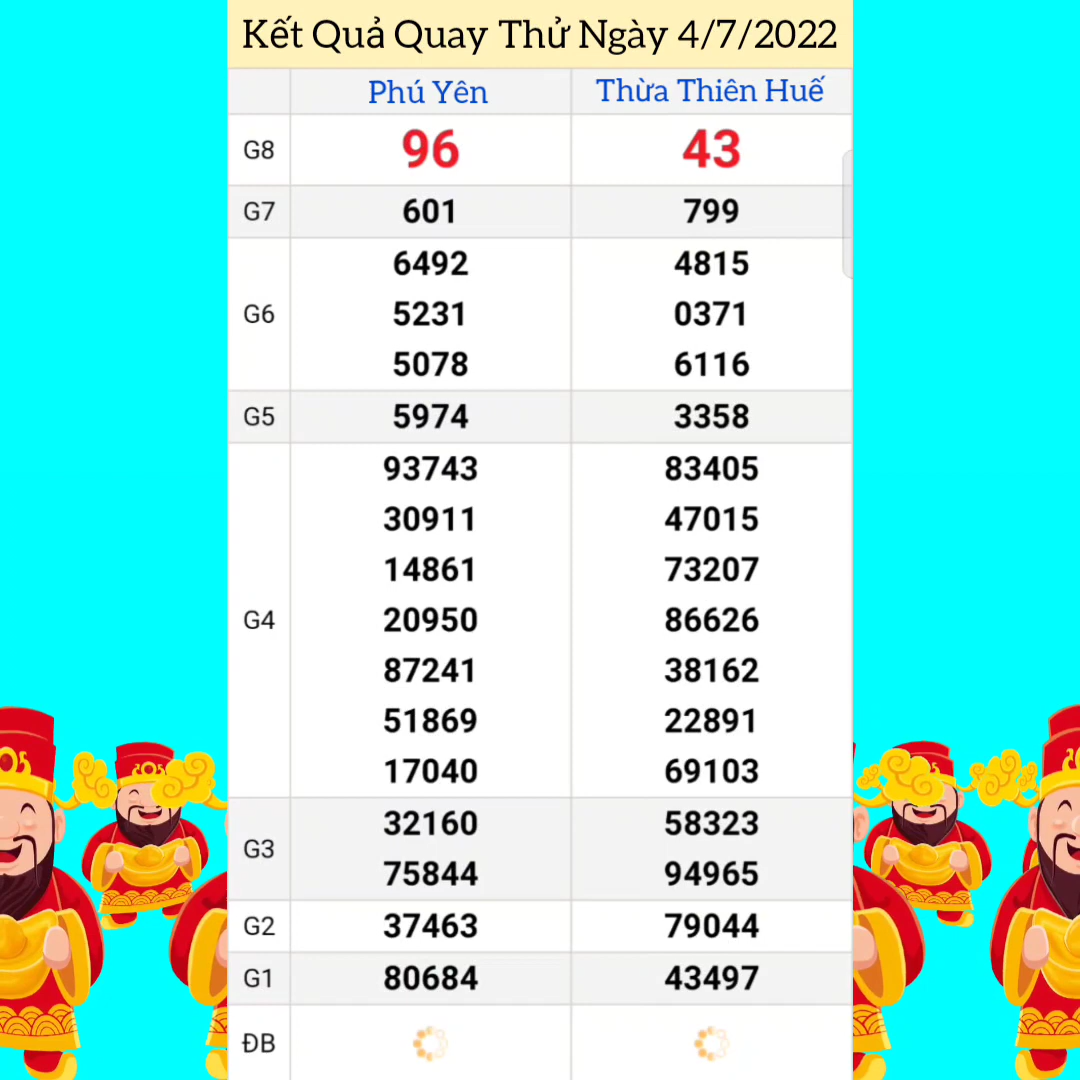 Kết Quả Quay Thử Ngày 4/7/2022
Phú Yên Thừa Thiên Huế
G8 96 43
G7 601 799
6492 4815
G6 5231 0371
5078 6116
G5 5974 3358
93743 83405
30911 47015
14861 73207
G4 20950 86626
87241 38162
51869 22891
17040 69103
32160 58323
G3
75844 94965
G2 37463 79044
G1 80684 43497
ĐB